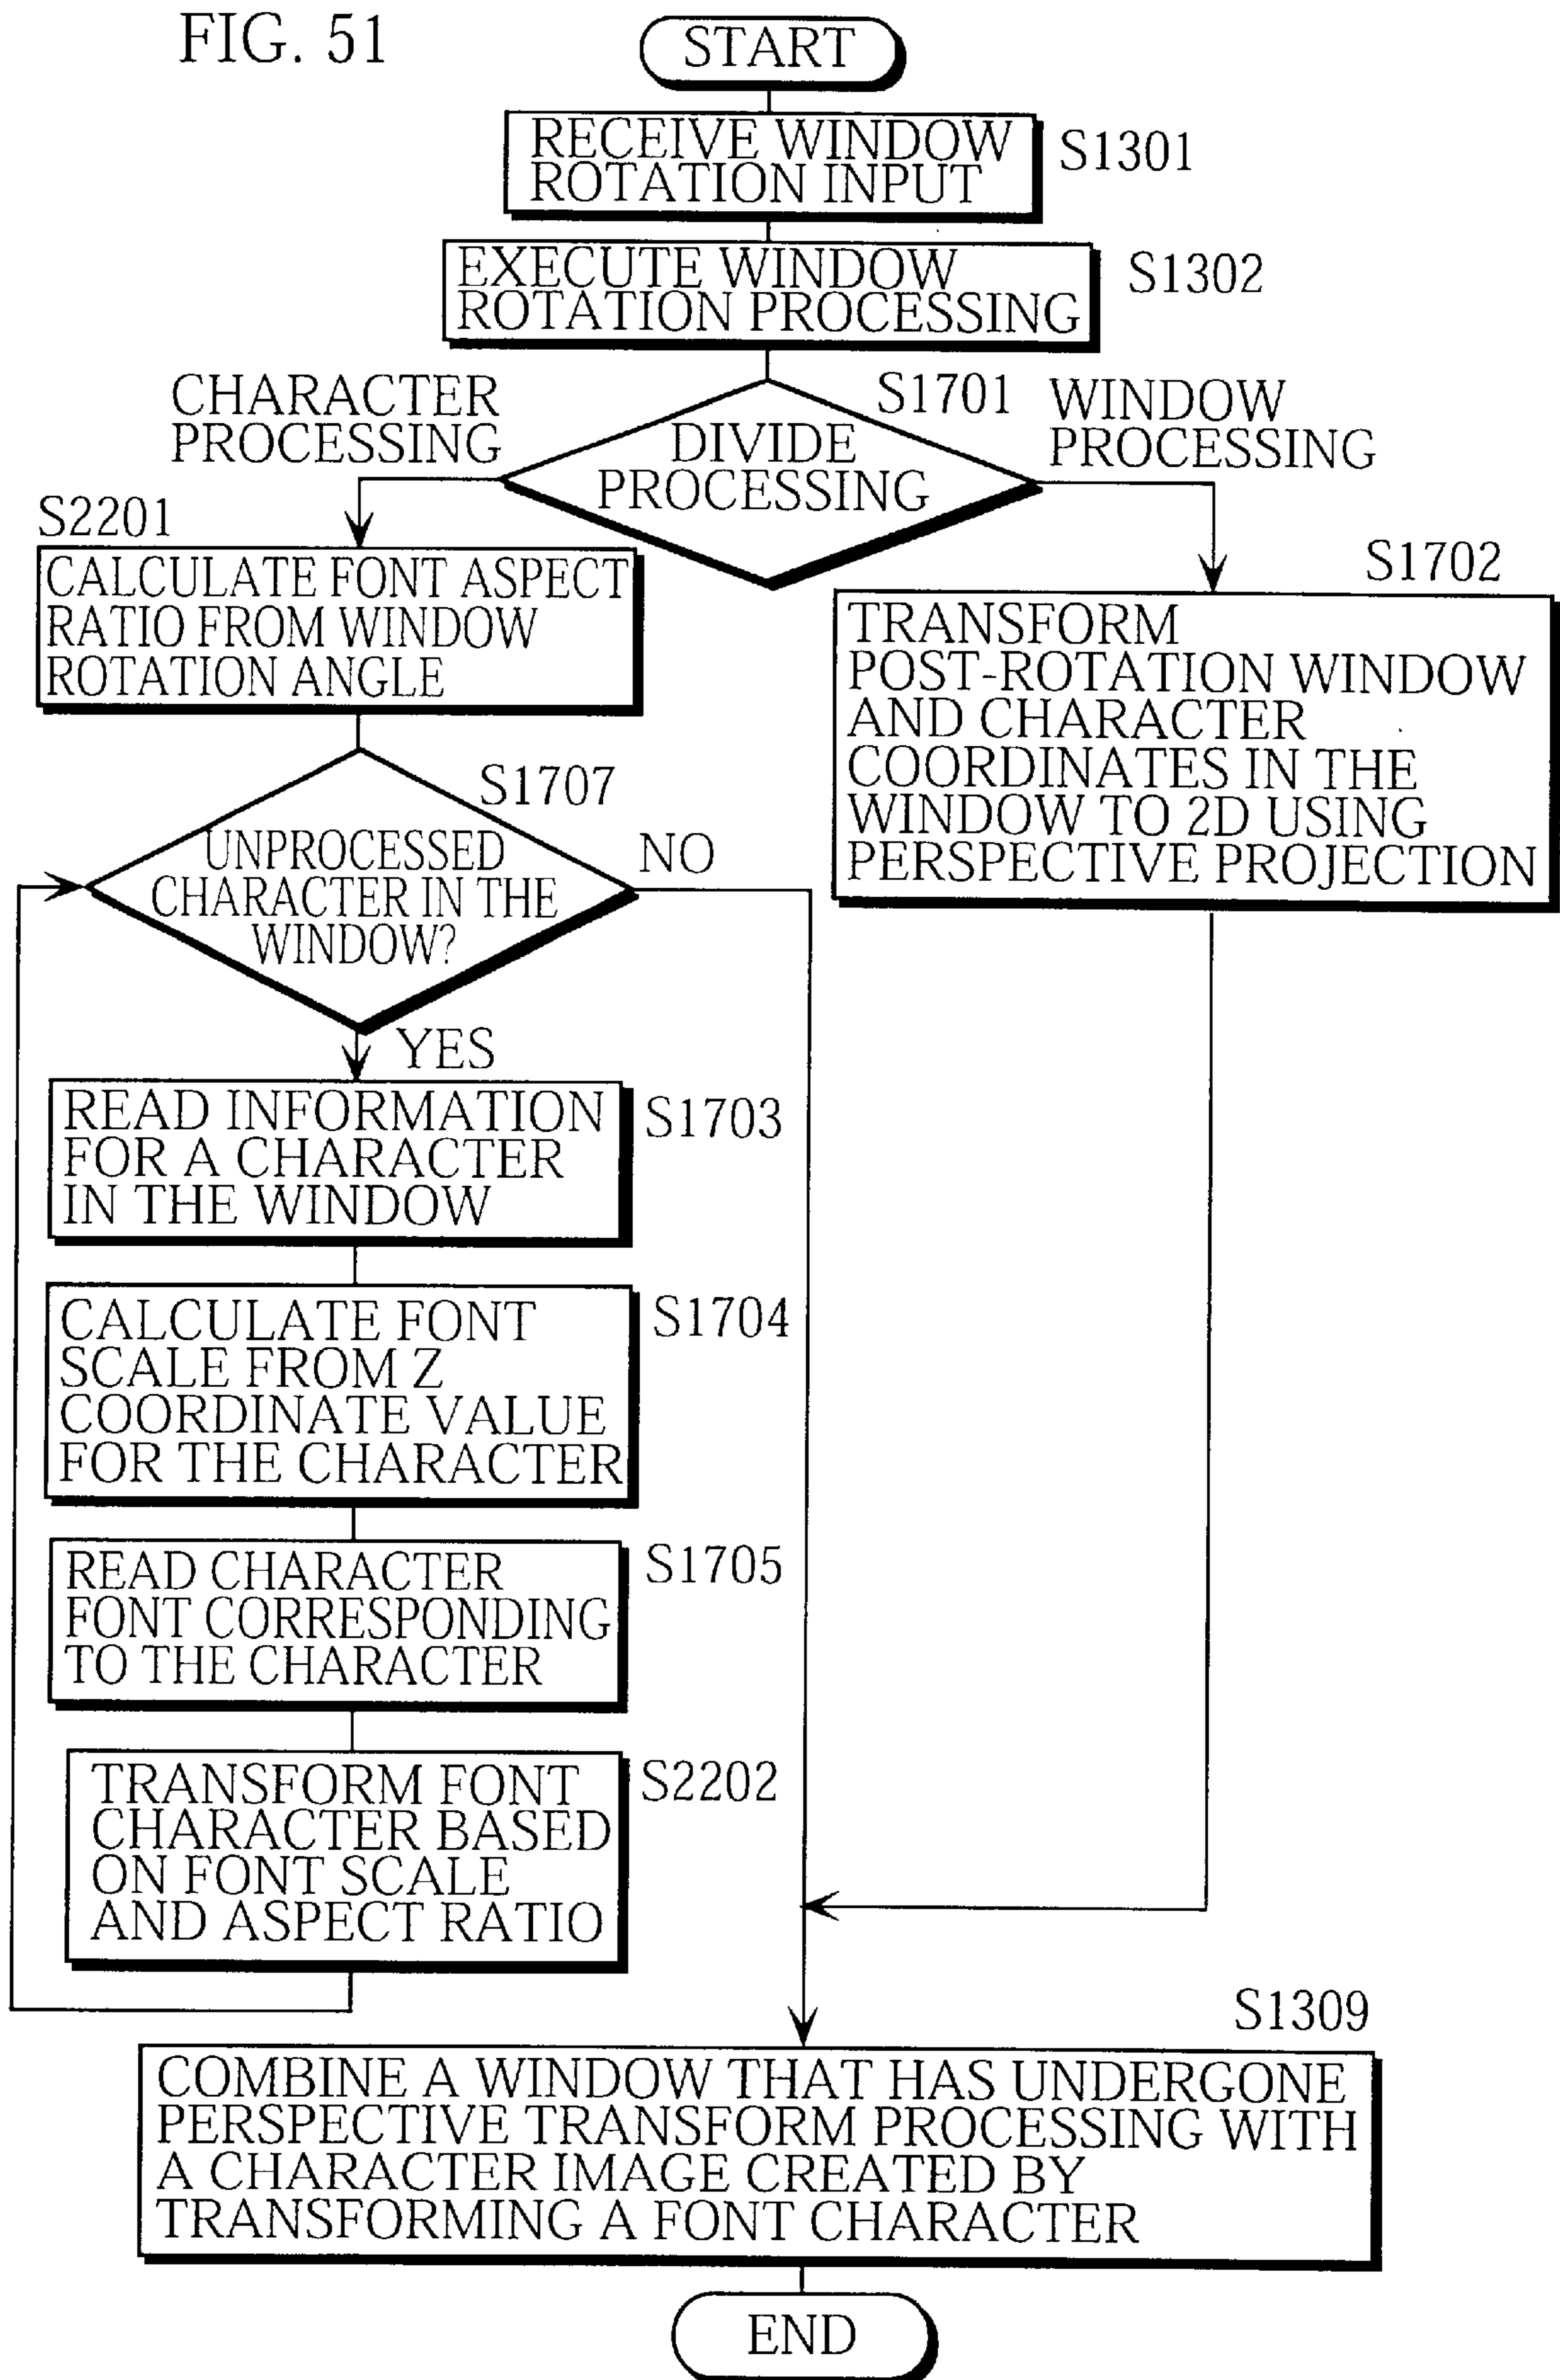 FIG. 51
START
RECEIVE WINDOW
ROTATION INPUT
S1301
EXECUTE WINDOW
ROTATION PROCESSING
S1302
CHARACTER
PROCESSING
S1701
DIVIDE
PROCESSING
WINDOW
PROCESSING
S2201
CALCULATE FONT ASPECT
RATIO FROM WINDOW
ROTATION ANGLE
S1702
TRANSFORM
POST-ROTATION WINDOW
AND CHARACTER
COORDINATES IN THE
WINDOW TO 2D USING
PERSPECTIVE PROJECTION
S1707
UNPROCESSED
CHARACTER IN THE
WINDOW?
NO
YES
READ INFORMATION
FOR A CHARACTER
IN THE WINDOW
S1703
CALCULATE FONT
SCALE FROM Z
COORDINATE VALUE
FOR THE CHARACTER
S1704
READ CHARACTER
FONT CORRESPONDING
TO THE CHARACTER
S1705
TRANSFORM FONT
CHARACTER BASED
ON FONT SCALE
AND ASPECT RATIO
S2202
S1309
COMBINE A WINDOW THAT HAS UNDERGONE
PERSPECTIVE TRANSFORM PROCESSING WITH
A CHARACTER IMAGE CREATED BY
TRANSFORMING A FONT CHARACTER
END